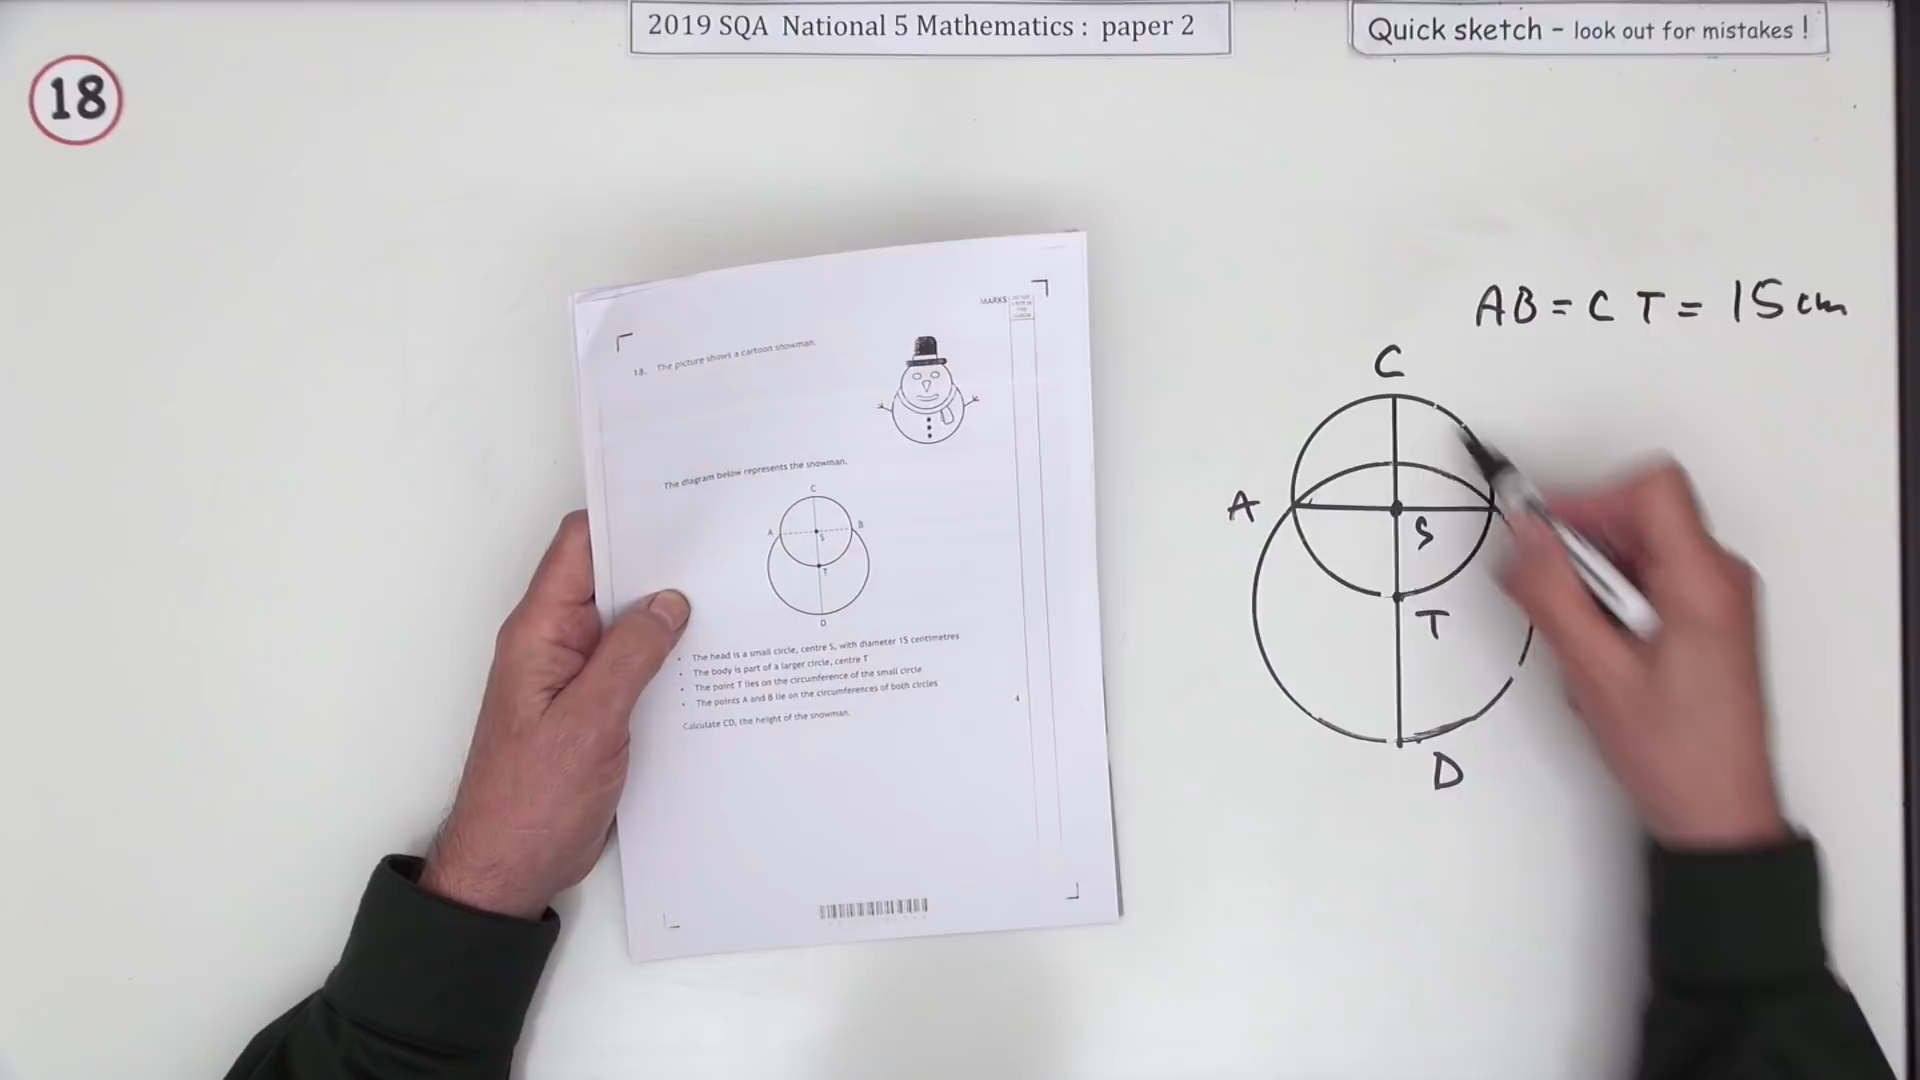 2019 SQA National 5 Mathematics : paper 2
Quick sketch – look out for mistakes !
18
MARKS
18. The picture shows a cartoon snowman.
The diagram below represents the snowman.
C
A
B
S
T
D
• The head is a small circle, centre S, with diameter 15 centimetres
• The body is part of a larger circle, centre T
• The point T lies on the circumference of the small circle
• The points A and B lie on the circumferences of both circles
4
Calculate CD, the height of the snowman.
AB = CT = 15 cm
C
A
S
T
D